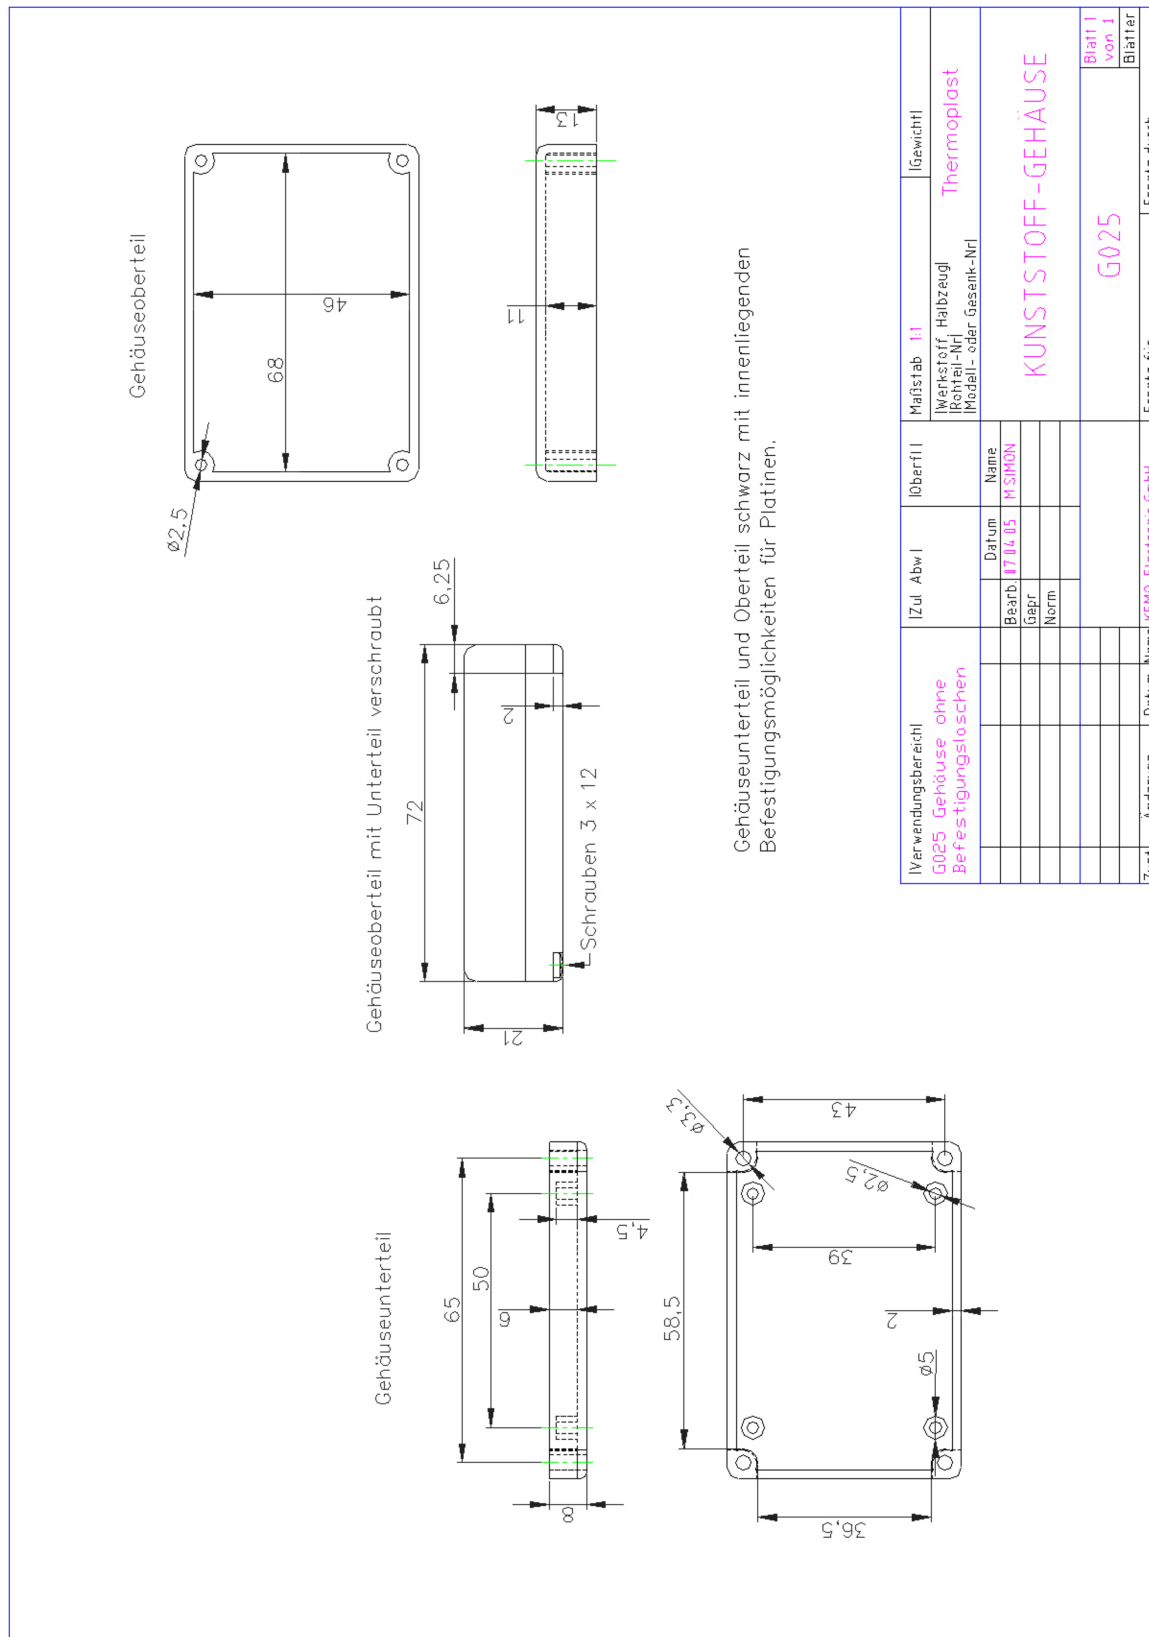 Gehäuseoberteil
Ø2,5
68
46
13
11
Gehäuseoberteil mit Unterteil verschraubt
72
6,25
21
2
Schrauben 3 x 12
Gehäuseunterteil
65
50
6
4,5
8
Ø3,3
43
58,5
Ø2,5
39
2
Ø5
36,5
Gehäuseunterteil und Oberteil schwarz mit innenliegenden
Befestigungsmöglichkeiten für Platinen.
|Verwendungsbereich|
G025 Gehäuse ohne
Befestigungslaschen
|Zul Abw|
|Oberfl|
Maßstab 1:1
|Gewicht|
|Werkstoff, Halbzeug|
|Rohteil-Nr|
|Modell- oder Gesenk-Nr|
Thermoplast
Datum
Name
Bearb. 07.04.05 M SIMON
Gepr
Norm
KUNSTSTOFF-GEHÄUSE
G025
Blatt 1
von 1
Blätter